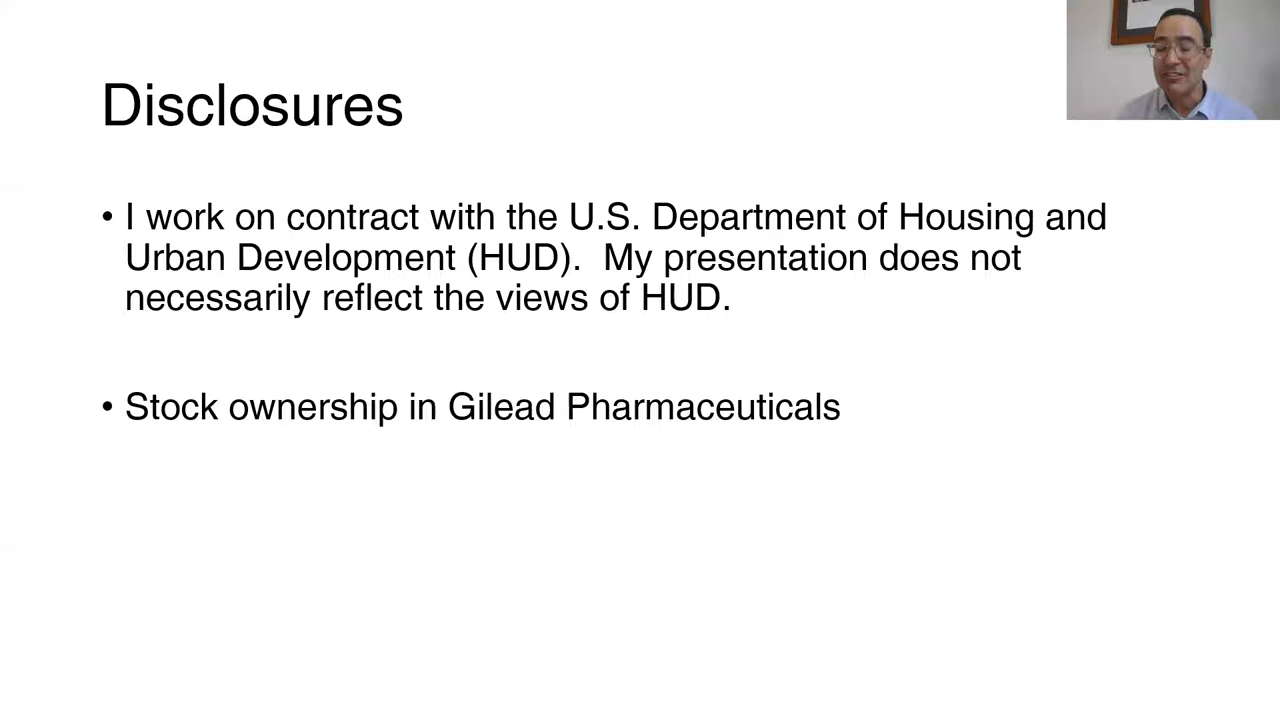 Disclosures
• I work on contract with the U.S. Department of Housing and
Urban Development (HUD).  My presentation does not
necessarily reflect the views of HUD.
• Stock ownership in Gilead Pharmaceuticals